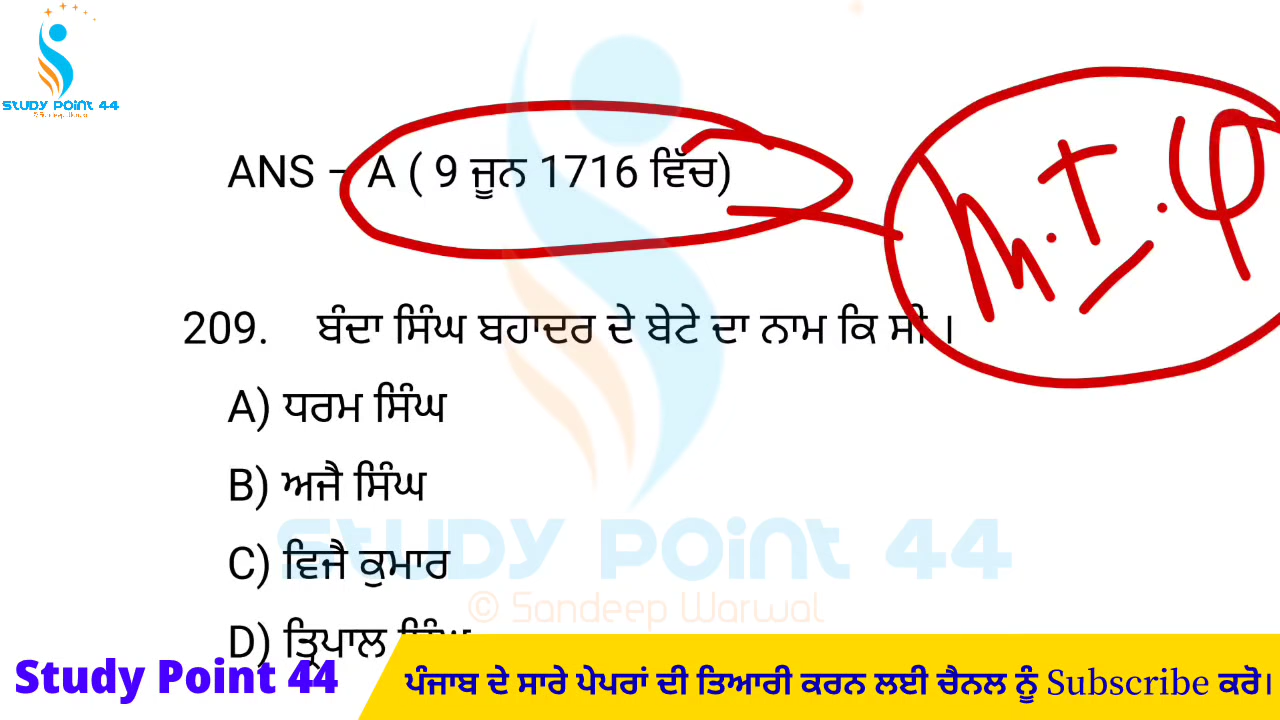 STUDY POINT 44
ANS – A ( 9 ਜੂਨ 1716 ਵਿੱਚ)
M.T.
209. ਬੰਦਾ ਸਿੰਘ ਬਹਾਦਰ ਦੇ ਬੇਟੇ ਦਾ ਨਾਮ ਕਿ ਸੀ ।
A) ਧਰਮ ਸਿੰਘ
B) ਅਜੈ ਸਿੰਘ
C) ਵਿਜੈ ਕੁਮਾਰ
STUDY POINT 44
© Sandeep Warwal
D) ਤ੍ਰਿਪਾਲ ਸਿੰਘ
Study Point 44
ਪੰਜਾਬ ਦੇ ਸਾਰੇ ਪੇਪਰਾਂ ਦੀ ਤਿਆਰੀ ਕਰਨ ਲਈ ਚੈਨਲ ਨੂੰ Subscribe ਕਰੋ।